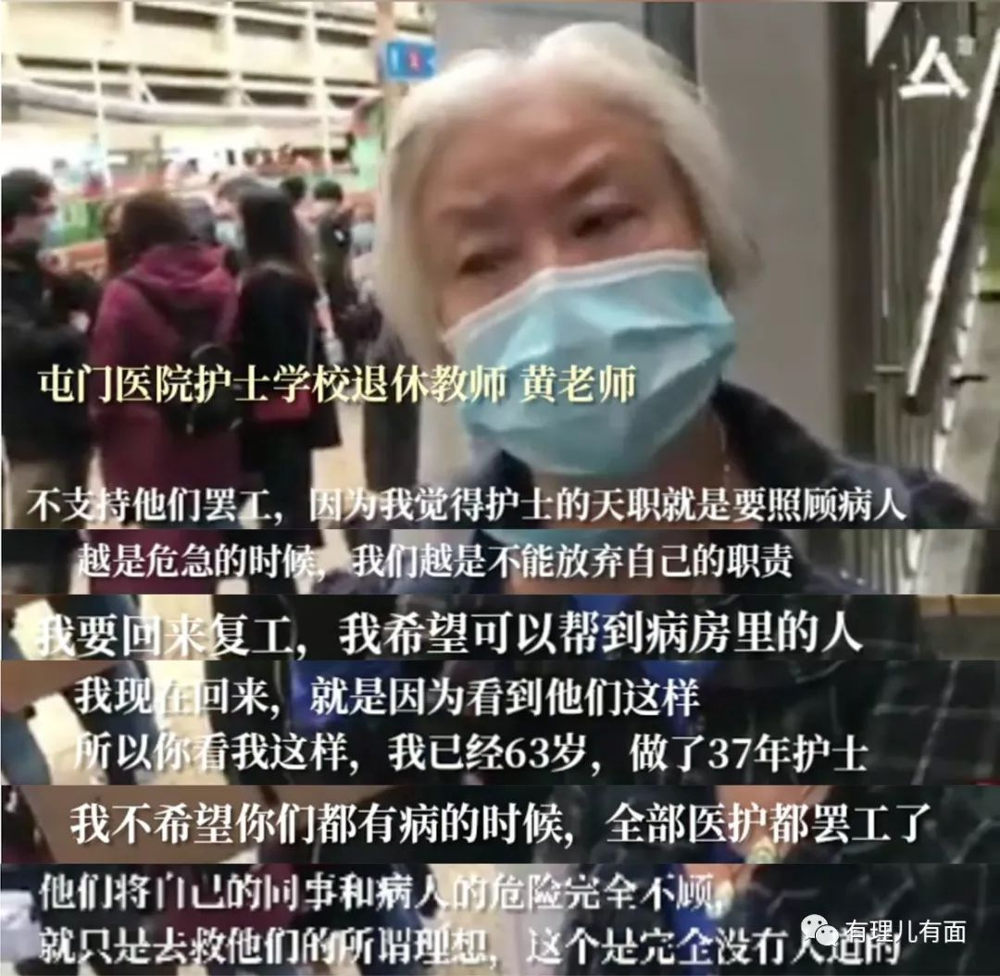 1
屯门医院护士学校退休教师 黄老师
不支持他们罢工，因为我觉得护士的天职就是要照顾病人
越是危急的时候，我们越是不能放弃自己的职责
我要回来复工，我希望可以帮到病房里的人
我现在回来，就是因为看到他们这样
所以你看我这样，我已经63岁，做了37年护士
我不希望你们都有病的时候，全部医护都罢工了
他们将自己的同事和病人的危险完全不顾，
就只是去救他们的所谓理想，这个是完全没有人道的
有理儿有面